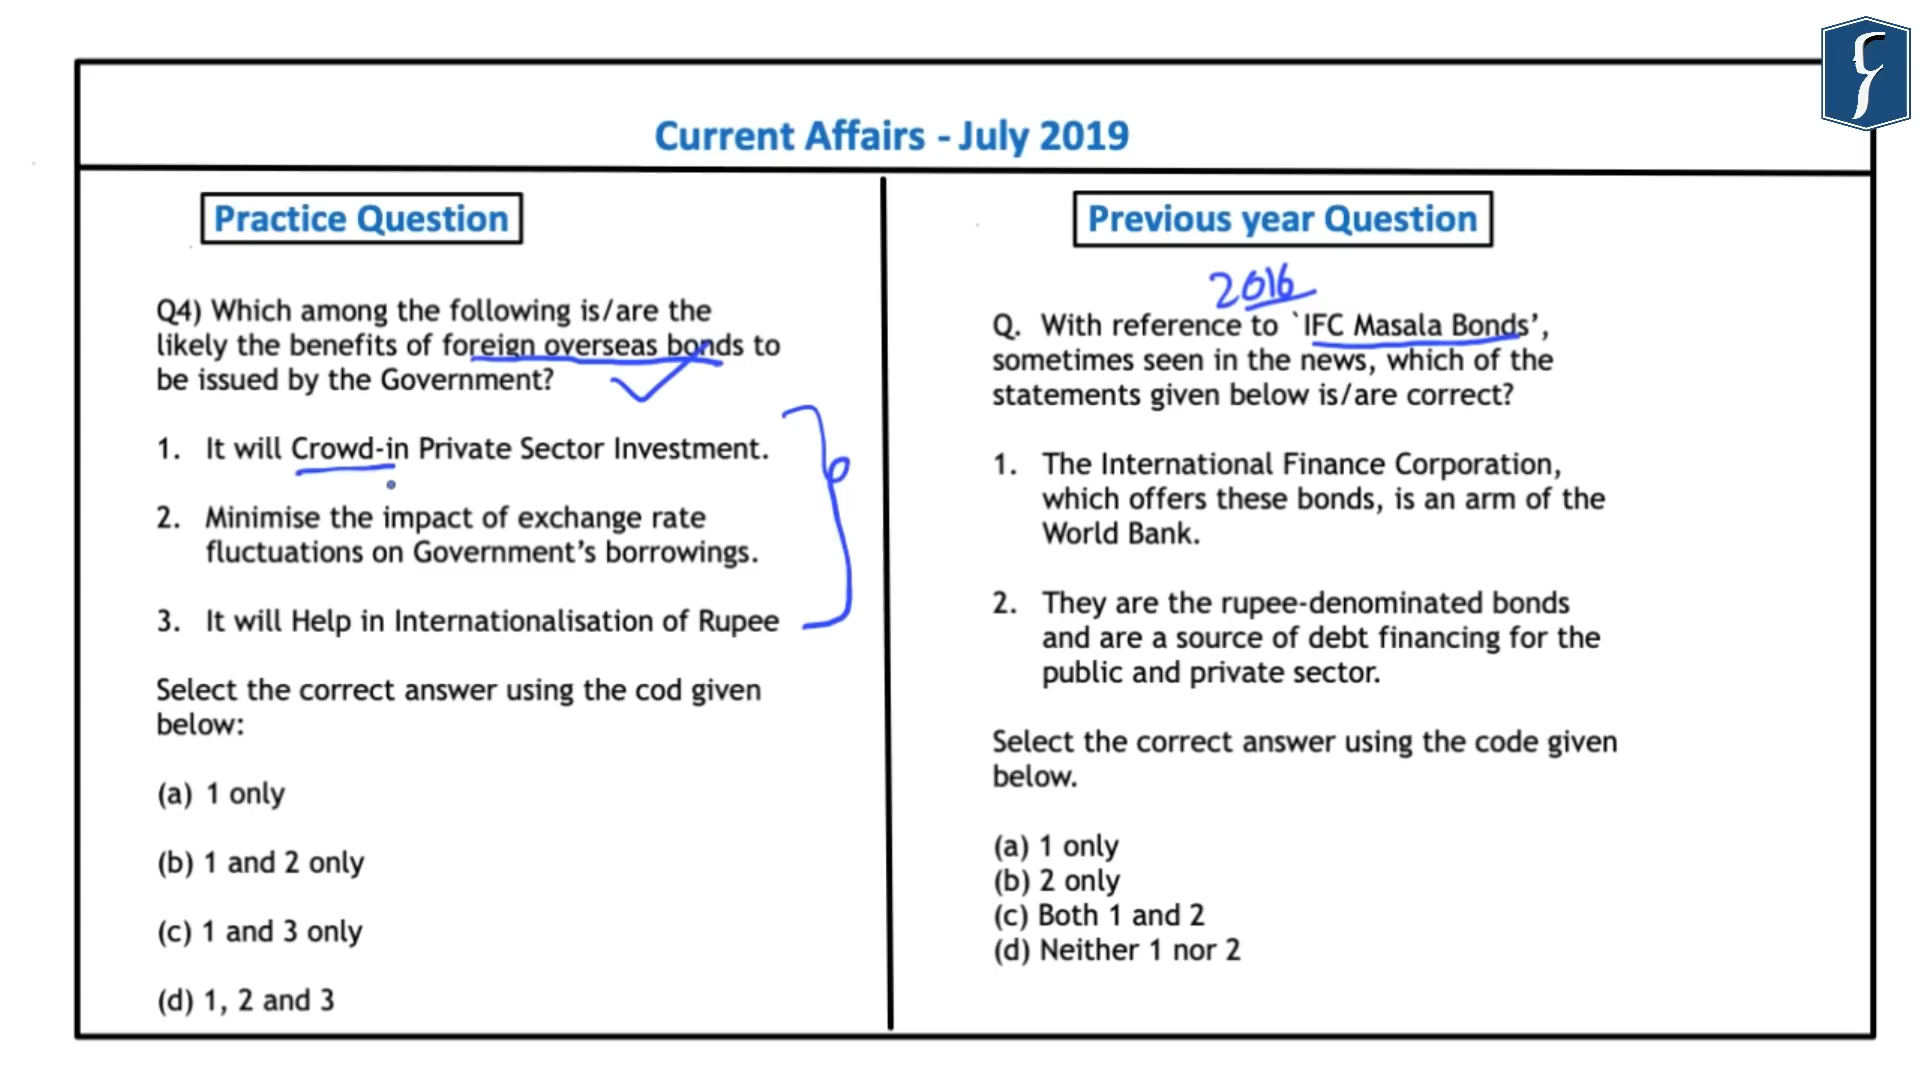 Current Affairs - July 2019
Practice Question
Q4) Which among the following is/are the
likely the benefits of foreign overseas bonds to
be issued by the Government?
1. It will Crowd-in Private Sector Investment.
2. Minimise the impact of exchange rate
fluctuations on Government's borrowings.
3. It will Help in Internationalisation of Rupee
Select the correct answer using the cod given
below:
(a) 1 only
(b) 1 and 2 only
(c) 1 and 3 only
(d) 1, 2 and 3
Previous year Question
2016
Q. With reference to `IFC Masala Bonds’,
sometimes seen in the news, which of the
statements given below is/are correct?
1. The International Finance Corporation,
which offers these bonds, is an arm of the
World Bank.
2. They are the rupee-denominated bonds
and are a source of debt financing for the
public and private sector.
Select the correct answer using the code given
below.
(a) 1 only
(b) 2 only
(c) Both 1 and 2
(d) Neither 1 nor 2